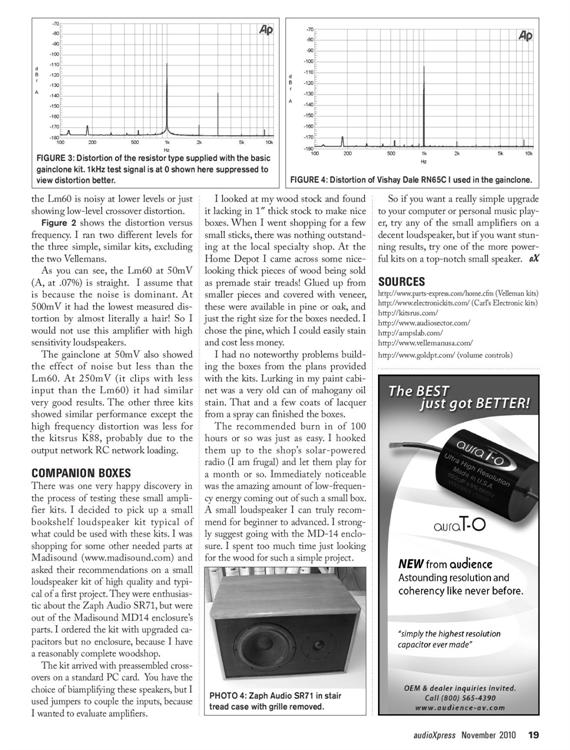 -70
-80
-90
-100
-110
-120
-130
-140
-150
-160
-170
-180
d
B
r
A
100 200 500 1k 2k 5k 10k
Hz
Ap
FIGURE 3: Distortion of the resistor type supplied with the basic
gainclone kit. 1kHz test signal is at 0 shown here suppressed to
view distortion better.
-70
-80
-90
-100
-110
-120
-130
-140
-150
-160
-170
-180
d
B
r
A
100 200 500 1k 2k 5k 10k
Hz
Ap
FIGURE 4: Distortion of Vishay Dale RN65C I used in the gainclone.
the Lm60 is noisy at lower levels or just
showing low-level crossover distortion.
Figure 2 shows the distortion versus
frequency. I ran two different levels for
the three simple, similar kits, excluding
the two Vellemans.
As you can see, the Lm60 at 50mV
(A, at .07%) is straight. I assume that
is because the noise is dominant. At
500mV it had the lowest measured dis-
tortion by almost literally a hair! So I
would not use this amplifier with high
sensitivity loudspeakers.
The gainclone at 50mV also showed
the effect of noise but less than the
Lm60. At 250mV (it clips with less
input than the Lm60) it had similar
very good results. The other three kits
showed similar performance except the
high frequency distortion was less for
the kitsrus K88, probably due to the
output network RC network loading.
COMPANION BOXES
There was one very happy discovery in
the process of testing these small ampli-
fier kits. I decided to pick up a small
bookshelf loudspeaker kit typical of
what could be used with these kits. I was
shopping for some other needed parts at
Madisound (www.madisound.com) and
asked their recommendations on a small
loudspeaker kit of high quality and typi-
cal of a first project. They were enthusias-
tic about the Zaph Audio SR71, but were
out of the Madisound MD14 enclosure's
parts. I ordered the kit with upgraded ca-
pacitors but no enclosure, because I have
a reasonably complete woodshop.
The kit arrived with preassembled cross-
overs on a standard PC card. You have the
choice of biamplifying these speakers, but I
used jumpers to couple the inputs, because
I wanted to evaluate amplifiers.
I looked at my wood stock and found
it lacking in 1″ thick stock to make nice
boxes. When I went shopping for a few
small sticks, there was nothing outstand-
ing at the local specialty shop. At the
Home Depot I came across some nice-
looking thick pieces of wood being sold
as premade stair treads! Glued up from
smaller pieces and covered with veneer,
these were available in pine or oak, and
just the right size for the boxes needed. I
chose the pine, which I could easily stain
and cost less money.
I had no noteworthy problems build-
ing the boxes from the plans provided
with the kits. Lurking in my paint cabi-
net was a very old can of mahogany oil
stain. That and a few coats of lacquer
from a spray can finished the boxes.
The recommended burn in of 100
hours or so was just as easy. I hooked
them up to the shop's solar-powered
radio (I am frugal) and let them play for
a month or so. Immediately noticeable
was the amazing amount of low-frequen-
cy energy coming out of such a small box.
A small loudspeaker I can truly recom-
mend for beginner to advanced. I strong-
ly suggest going with the MD-14 enclo-
sure. I spent too much time just looking
for the wood for such a simple project.
PHOTO 4: Zaph Audio SR71 in stair
tread case with grille removed.
So if you want a really simple upgrade
to your computer or personal music play-
er, try any of the small amplifiers on a
decent loudspeaker, but if you want stun-
ning results, try one of the more power-
ful kits on a top-notch small speaker. aX
SOURCES
http://www.parts-express.com/home.cfm (Velleman kits)
http://www.electronickits.com/ (Carl's Electronic kits)
http://kitsrus.com/
http://www.audiosector.com/
http://ampslab.com/
http://www.vellemanusa.com/
http://www.goldpt.com/ (volume controls)
The BEST
just got BETTER!
auraT-O
Ultra High Resolution
Made in U.S.A.
auraT-O
NEW from audience
Astounding resolution and
coherency like never before.
"simply the highest resolution
capacitor ever made"
OEM & dealer inquiries invited.
Call (800) 565-4390
www.audience-av.com
audioXpress November 2010 19